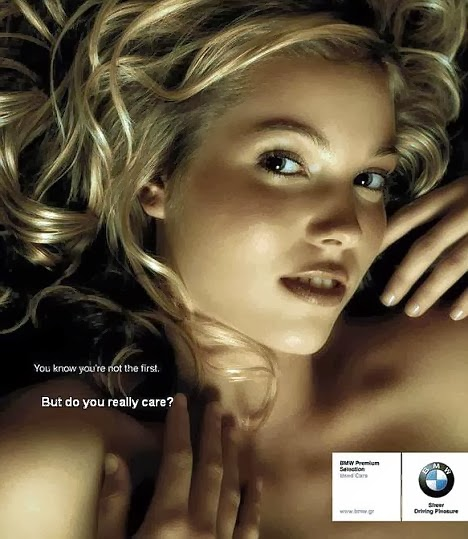 You know you're not the first.
But do you really care?
BMW Premium
Selection
Used Cars
www.bmw.gr
BMW
Sheer
Driving Pleasure